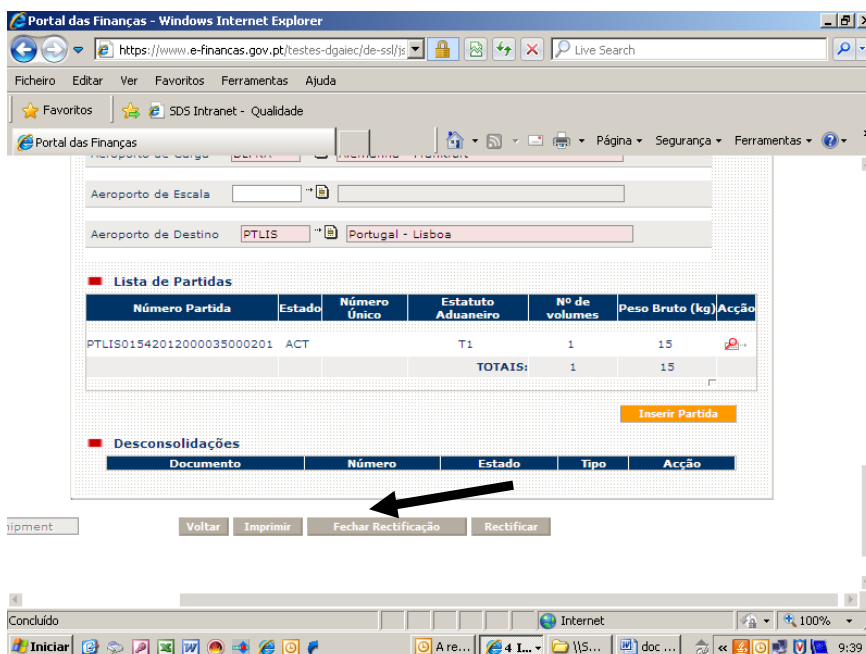 Portal das Finanças - Windows Internet Explorer
https://www.e-financas.gov.pt/testes-dgaiec/de-ssl/js
Live Search
Ficheiro Editar Ver Favoritos Ferramentas Ajuda
Favoritos SDS Intranet - Qualidade
Portal das Finanças Página Segurança Ferramentas
Aeroporto de Escala
Aeroporto de Destino PTLIS Portugal - Lisboa
Lista de Partidas
Número Partida Estado Número Único Estatuto Aduaneiro Nº de volumes Peso Bruto (kg) Acção
PTLIS01542012000035000201 ACT T1 1 15
TOTAIS: 1 15
Inserir Partida
Desconsolidações
Documento Número Estado Tipo Acção
hipment Voltar Imprimir Fechar Rectificação Rectificar
Concluído Internet 100%
Iniciar A re... 4 I... \\S... doc ... « 9:39